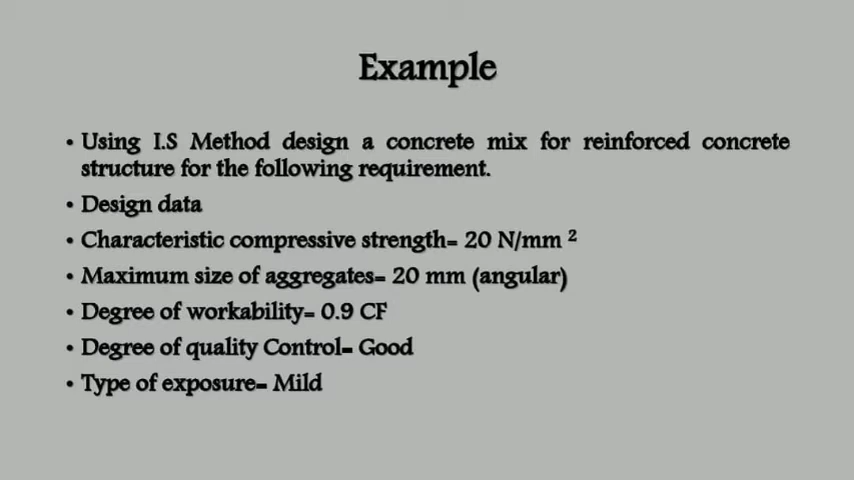 Example
• Using I.S Method design a concrete mix for reinforced concrete
structure for the following requirement.
• Design data
• Characteristic compressive strength= 20 N/mm ²
• Maximum size of aggregates= 20 mm (angular)
• Degree of workability= 0.9 CF
• Degree of quality Control= Good
• Type of exposure= Mild